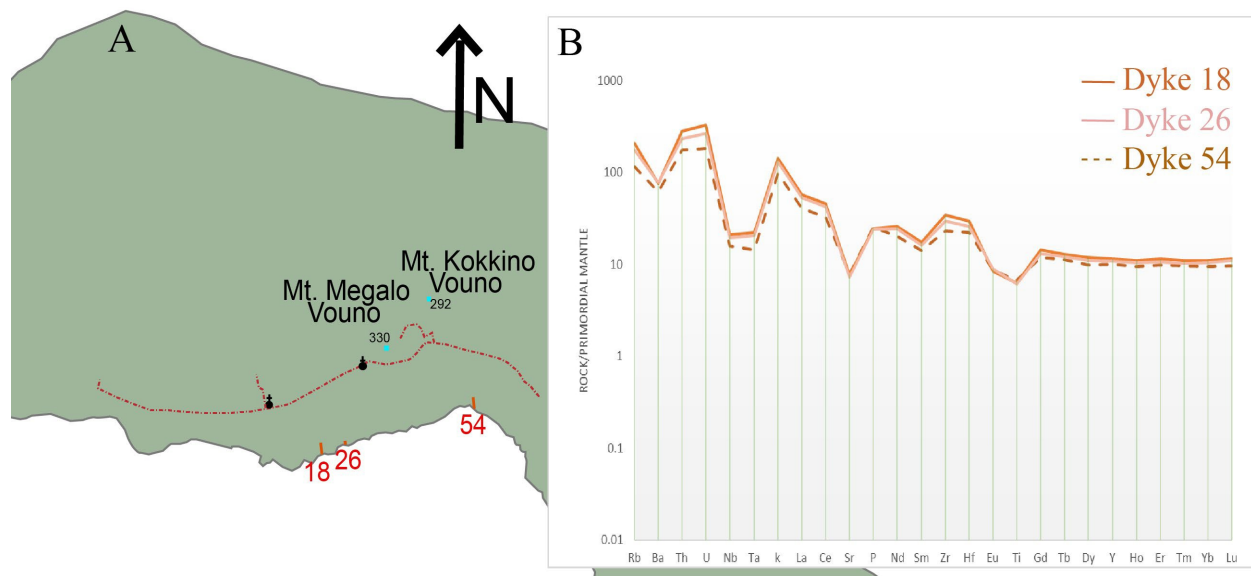 A
N
Mt. Kokkino
Vouno
292
Mt. Megalo
Vouno
330
18
26
54
B
Dyke 18
Dyke 26
Dyke 54
ROCK/PRIMORDIAL MANTLE
1000
100
10
1
0.1
0.01
Rb Ba Th U Nb Ta k La Ce Sr P Nd Sm Zr Hf Eu Ti Gd Tb Dy Y Ho Er Tm Yb Lu